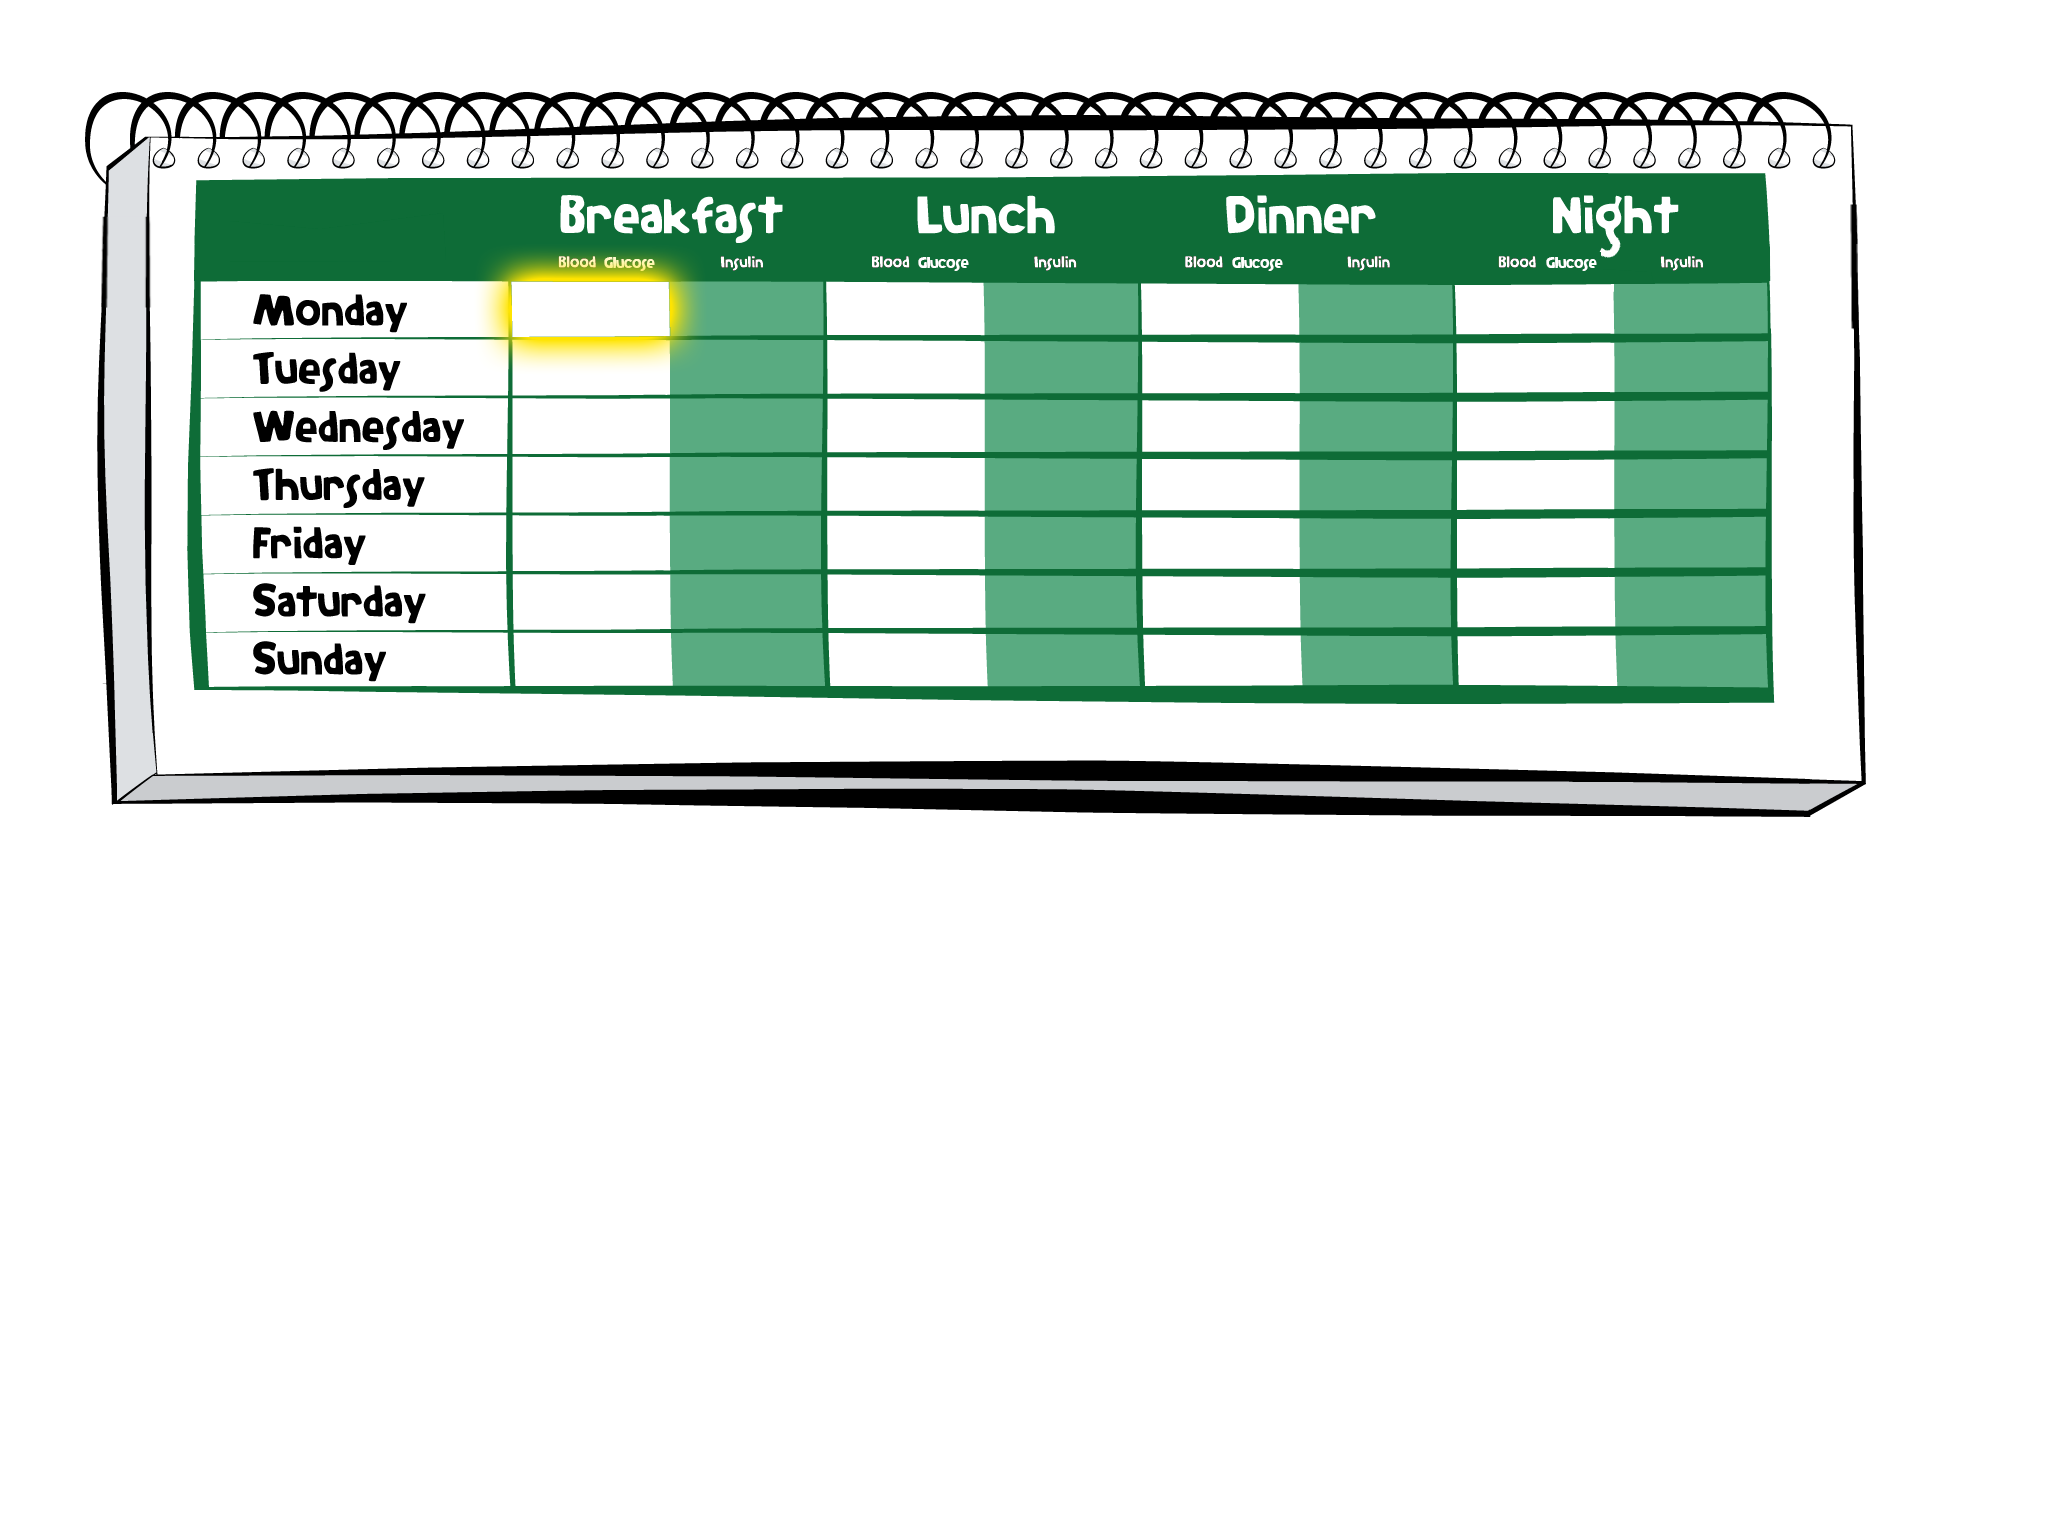 Breakfast Lunch Dinner Night
Blood Glucose Insulin Blood Glucose Insulin Blood Glucose Insulin Blood Glucose Insulin
Monday
Tuesday
Wednesday
Thursday
Friday
Saturday
Sunday